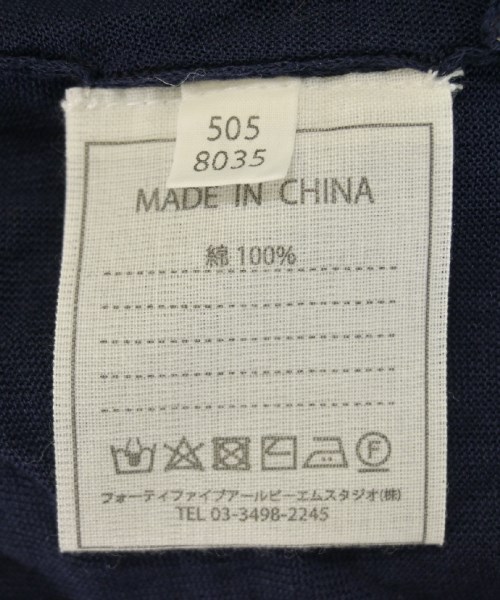 505
8035
MADE IN CHINA
綿 100%
F
フォーティファイブアールピーエムスタジオ(株)
TEL 03-3498-2245